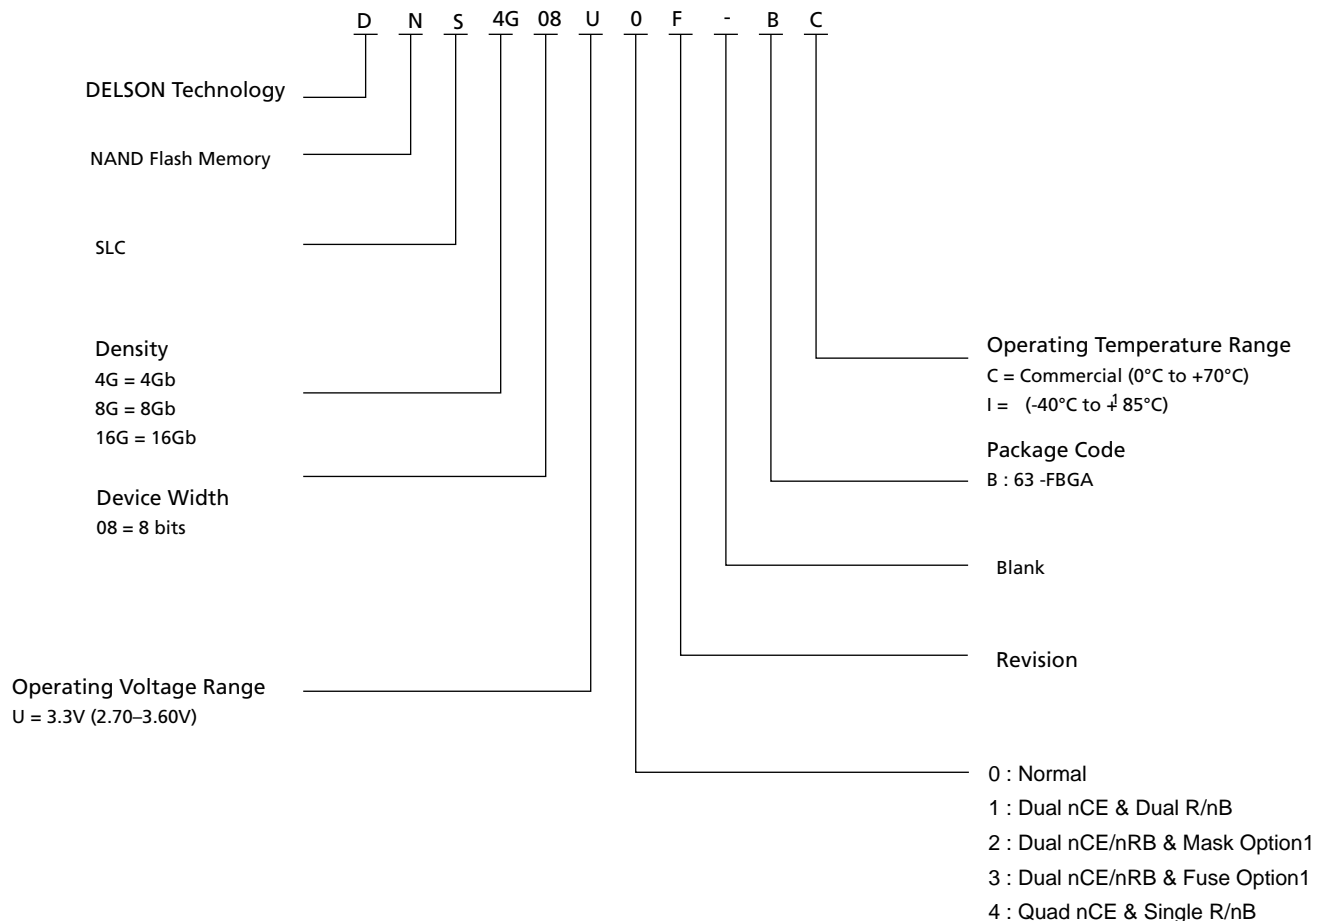 D N S 4G 08 U 0 F - B C
DELSON Technology
NAND Flash Memory
SLC
Density
4G = 4Gb
8G = 8Gb
16G = 16Gb
Device Width
08 = 8 bits
Operating Voltage Range
U = 3.3V (2.70–3.60V)
Operating Temperature Range
C = Commercial (0°C to +70°C)
I = (-40°C to +1 85°C)
Package Code
B : 63 -FBGA
Blank
Revision
0 : Normal
1 : Dual nCE & Dual R/nB
2 : Dual nCE/nRB & Mask Option1
3 : Dual nCE/nRB & Fuse Option1
4 : Quad nCE & Single R/nB